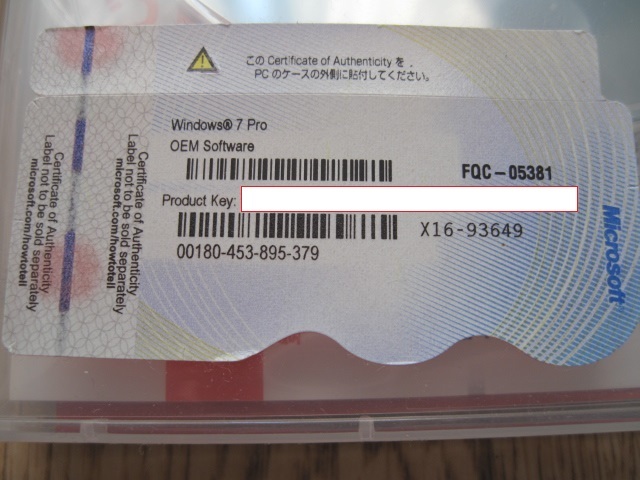 この Certificate of Authenticity を
PC のケースの外側に貼付してください。
Windows® 7 Pro
OEM Software
FQC-05381
Product Key:
X16-93649
00180-453-895-379
Certificate of Authenticity
Label not to be sold separately
microsoft.com/howtotell
Certificate of Authenticity
Label not to be sold separately
microsoft.com/howtotell
Microsoft